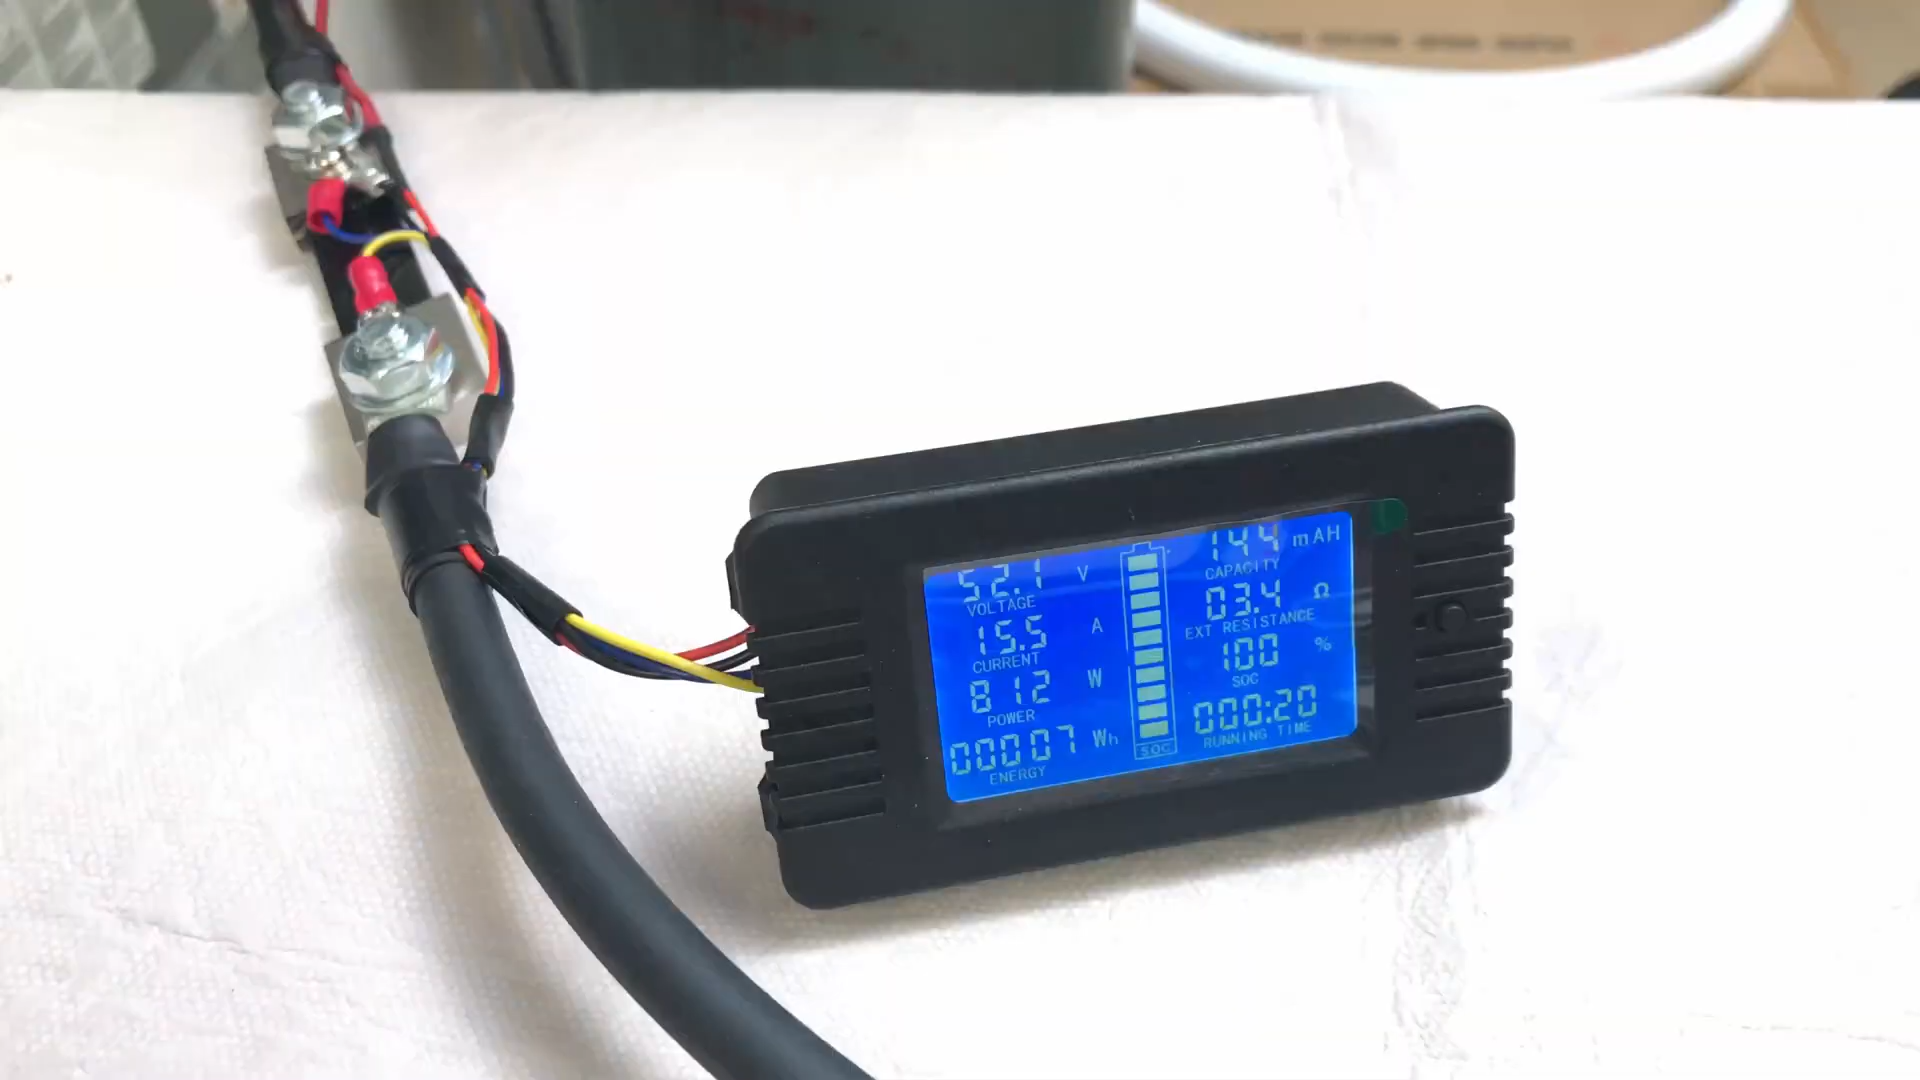 52.1 V
VOLTAGE
15.5 A
CURRENT
812 W
POWER
00007 Wh
ENERGY
SOC
144 mAH
CAPACITY
03.4 Ω
EXT RESISTANCE
100 %
SOC
000:20
RUNNING TIME